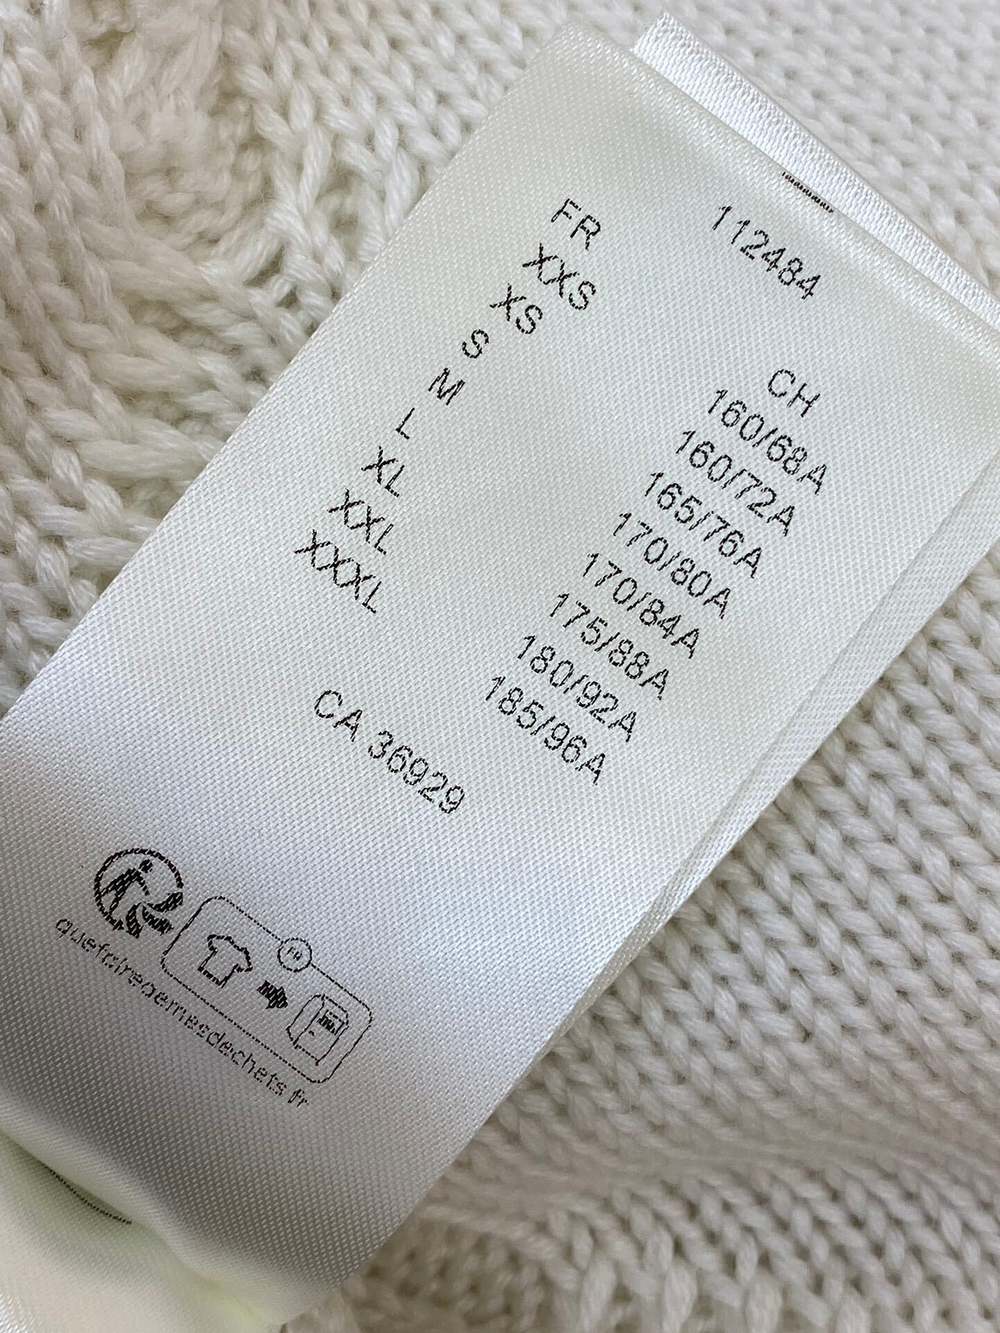 112484
FR CH
XXS 160/68A
XS 160/72A
S 165/76A
M 170/80A
L 170/84A
XL 175/88A
XXL 180/92A
XXXL 185/96A
CA 36929
FR
quefairedemesdechets.fr